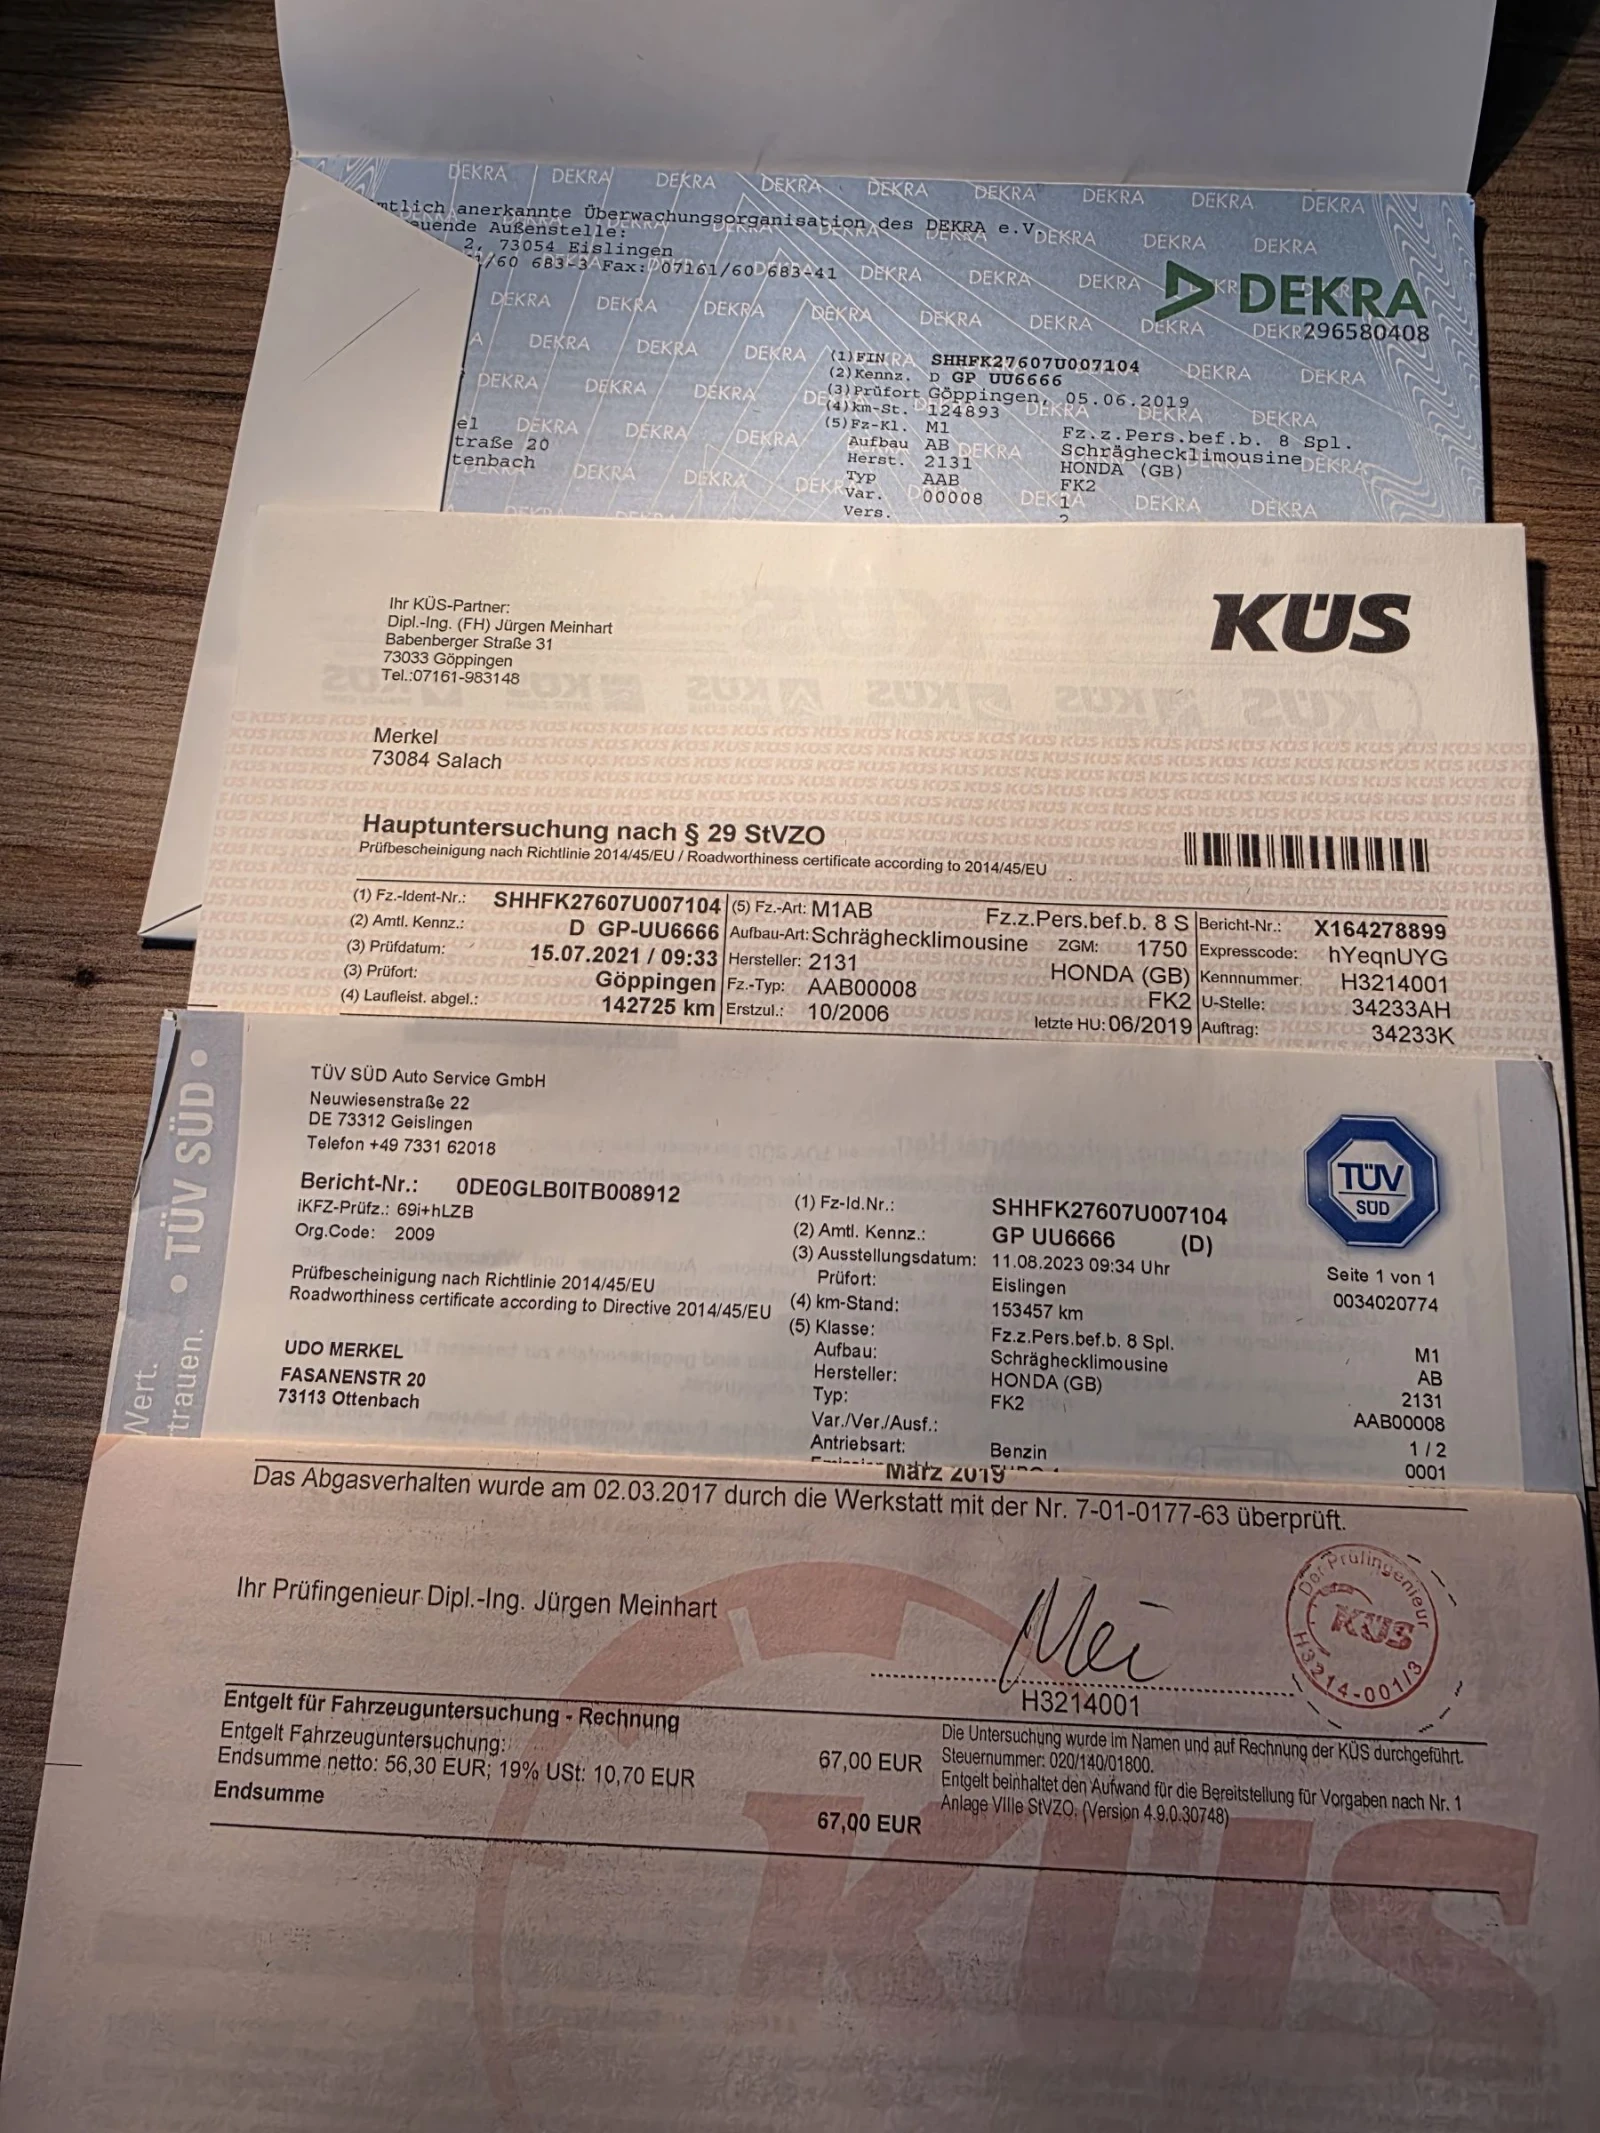 DEKRA DEKRA DEKRA DEKRA DEKRA DEKRA DEKRA DEKRA DEKRA
mtlich anerkannte Überwachungsorganisation des DEKRA e.V.
euende Außenstelle:
2, 73054 Eislingen
/60 683-3 Fax: 07161/60 683-41
DEKRA
296580408
(1)FIN SHHFK27607U007104
(2)Kennz. D GP UU6666
(3)Prüfort Göppingen, 05.06.2019
(4)km-St. 124893
(5)Fz-Kl. M1 Fz.z.Pers.bef.b. 8 Spl.
Aufbau AB Schräghecklimousine
Herst. 2131 HONDA (GB)
Typ AAB FK2
Var. 00008 1
Vers.
el
traße 20
tenbach
Ihr KÜS-Partner:
Dipl.-Ing. (FH) Jürgen Meinhart
Babenberger Straße 31
73033 Göppingen
Tel.:07161-983148
KÜS
Merkel
73084 Salach
Hauptuntersuchung nach § 29 StVZO
Prüfbescheinigung nach Richtlinie 2014/45/EU / Roadworthiness certificate according to 2014/45/EU
(1) Fz.-Ident-Nr.: SHHFK27607U007104 (5) Fz.-Art: M1AB Fz.z.Pers.bef.b. 8 S Bericht-Nr.: X164278899
(2) Amtl. Kennz.: D GP-UU6666 Aufbau-Art: Schräghecklimousine ZGM: 1750 Expresscode: hYeqnUYG
(3) Prüfdatum: 15.07.2021 / 09:33 Hersteller: 2131 HONDA (GB) Kennnummer: H3214001
(3) Prüfort: Göppingen Fz.-Typ: AAB00008 FK2 U-Stelle: 34233AH
(4) Laufleist. abgel.: 142725 km Erstzul.: 10/2006 letzte HU: 06/2019 Auftrag: 34233K
• TÜV SÜD •
Wert.
trauen.
TÜV SÜD Auto Service GmbH
Neuwiesenstraße 22
DE 73312 Geislingen
Telefon +49 7331 62018
Bericht-Nr.: 0DE0GLB0ITB008912
iKFZ-Prüfz.: 69i+hLZB
Org.Code: 2009
Prüfbescheinigung nach Richtlinie 2014/45/EU
Roadworthiness certificate according to Directive 2014/45/EU
UDO MERKEL
FASANENSTR 20
73113 Ottenbach
TÜV
SÜD
(1) Fz-Id.Nr.: SHHFK27607U007104
(2) Amtl. Kennz.: GP UU6666 (D)
(3) Ausstellungsdatum: 11.08.2023 09:34 Uhr Seite 1 von 1
Prüfort: Eislingen 0034020774
(4) km-Stand: 153457 km
(5) Klasse: Fz.z.Pers.bef.b. 8 Spl. M1
Aufbau: Schräghecklimousine AB
Hersteller: HONDA (GB) 2131
Typ: FK2 AAB00008
Var./Ver./Ausf.: 1 / 2
Antriebsart: Benzin 0001
März 2019
Das Abgasverhalten wurde am 02.03.2017 durch die Werkstatt mit der Nr. 7-01-0177-63 überprüft.
Ihr Prüfingenieur Dipl.-Ing. Jürgen Meinhart
Mei
H3214001
Der Prüfingenieur
KÜS
H3214-001/3
Entgelt für Fahrzeuguntersuchung - Rechnung
Entgelt Fahrzeuguntersuchung: 67,00 EUR
Endsumme netto: 56,30 EUR; 19% USt: 10,70 EUR
Endsumme 67,00 EUR
Die Untersuchung wurde im Namen und auf Rechnung der KÜS durchgeführt.
Steuernummer: 020/140/01800.
Entgelt beinhaltet den Aufwand für die Bereitstellung für Vorgaben nach Nr. 1
Anlage VIIIe StVZO. (Version 4.9.0.30748)
KÜS